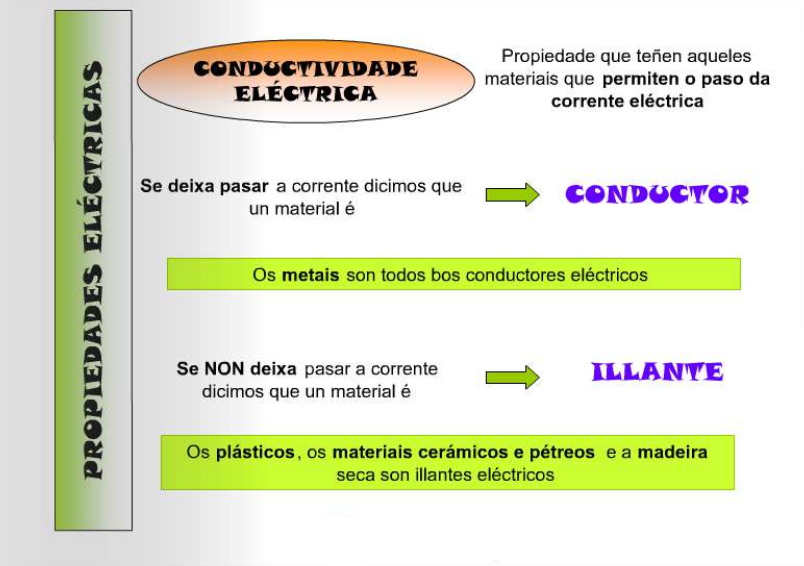 PROPIEDADES ELÉCTRICAS
CONDUCTIVIDADE
ELÉCTRICA
Propiedade que teñen aqueles
materiais que permiten o paso da
corrente eléctrica
Se deixa pasar a corrente dicimos que
un material é
CONDUCTOR
Os metais son todos bos conductores eléctricos
Se NON deixa pasar a corrente
dicimos que un material é
ILLANTE
Os plásticos, os materiais cerámicos e pétreos e a madeira
seca son illantes eléctricos